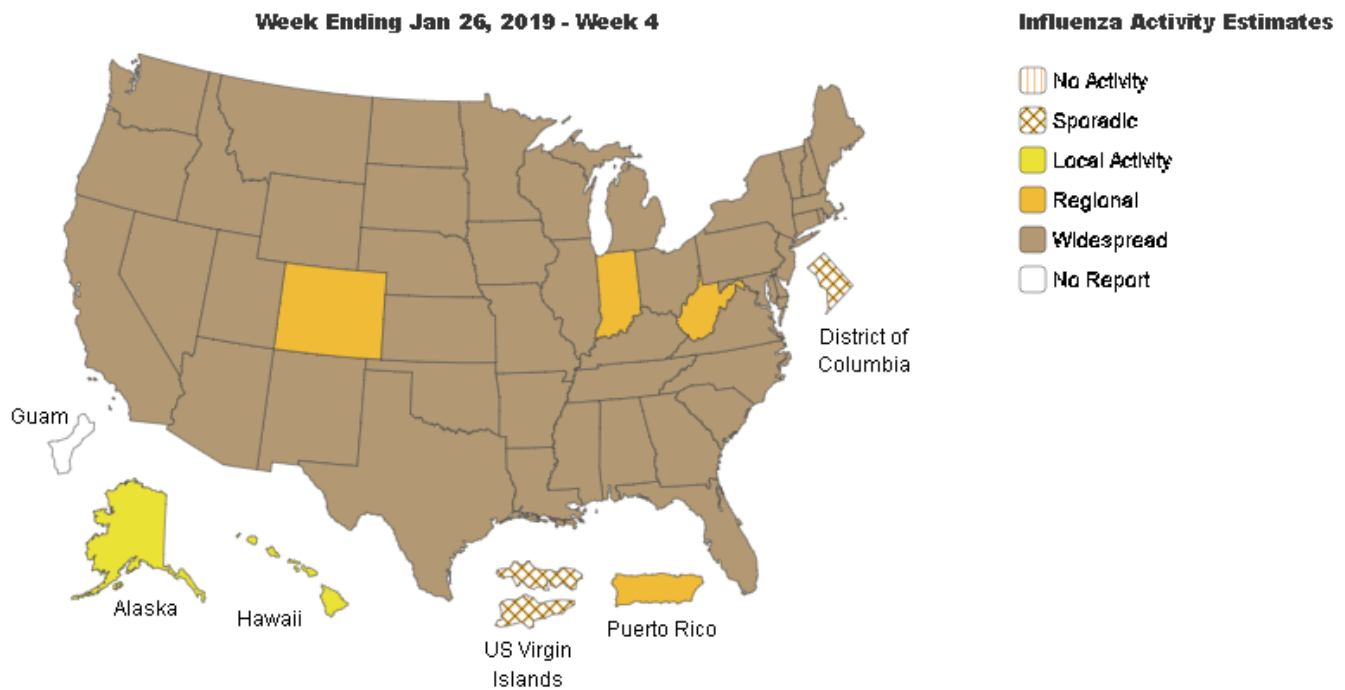 Week Ending Jan 26, 2019 - Week 4
Influenza Activity Estimates
No Activity
Sporadic
Local Activity
Regional
Widespread
No Report
District of
Columbia
Guam
Alaska
Hawaii
US Virgin
Islands
Puerto Rico